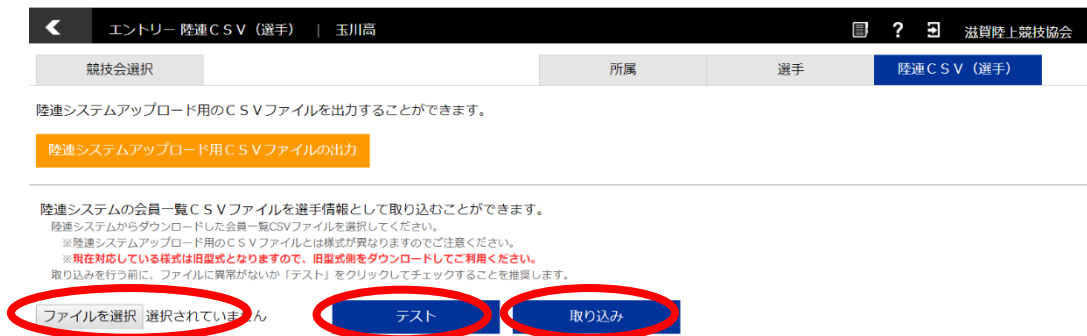 エントリー 陸連ＣＳＶ（選手） ｜ 玉川高 ? 滋賀陸上競技協会
競技会選択 所属 選手 陸連ＣＳＶ（選手）
陸連システムアップロード用のＣＳＶファイルを出力することができます。
陸連システムアップロード用ＣＳＶファイルの出力
陸連システムの会員一覧ＣＳＶファイルを選手情報として取り込むことができます。
陸連システムからダウンロードした会員一覧CSVファイルを選択してください。
※陸連システムアップロード用のＣＳＶファイルとは様式が異なりますのでご注意ください。
※現在対応している様式は旧型式となりますので、旧型式側をダウンロードしてご利用ください。
取り込みを行う前に、ファイルに異常がないか「テスト」をクリックしてチェックすることを推奨します。
ファイルを選択 選択されていません テスト 取り込み